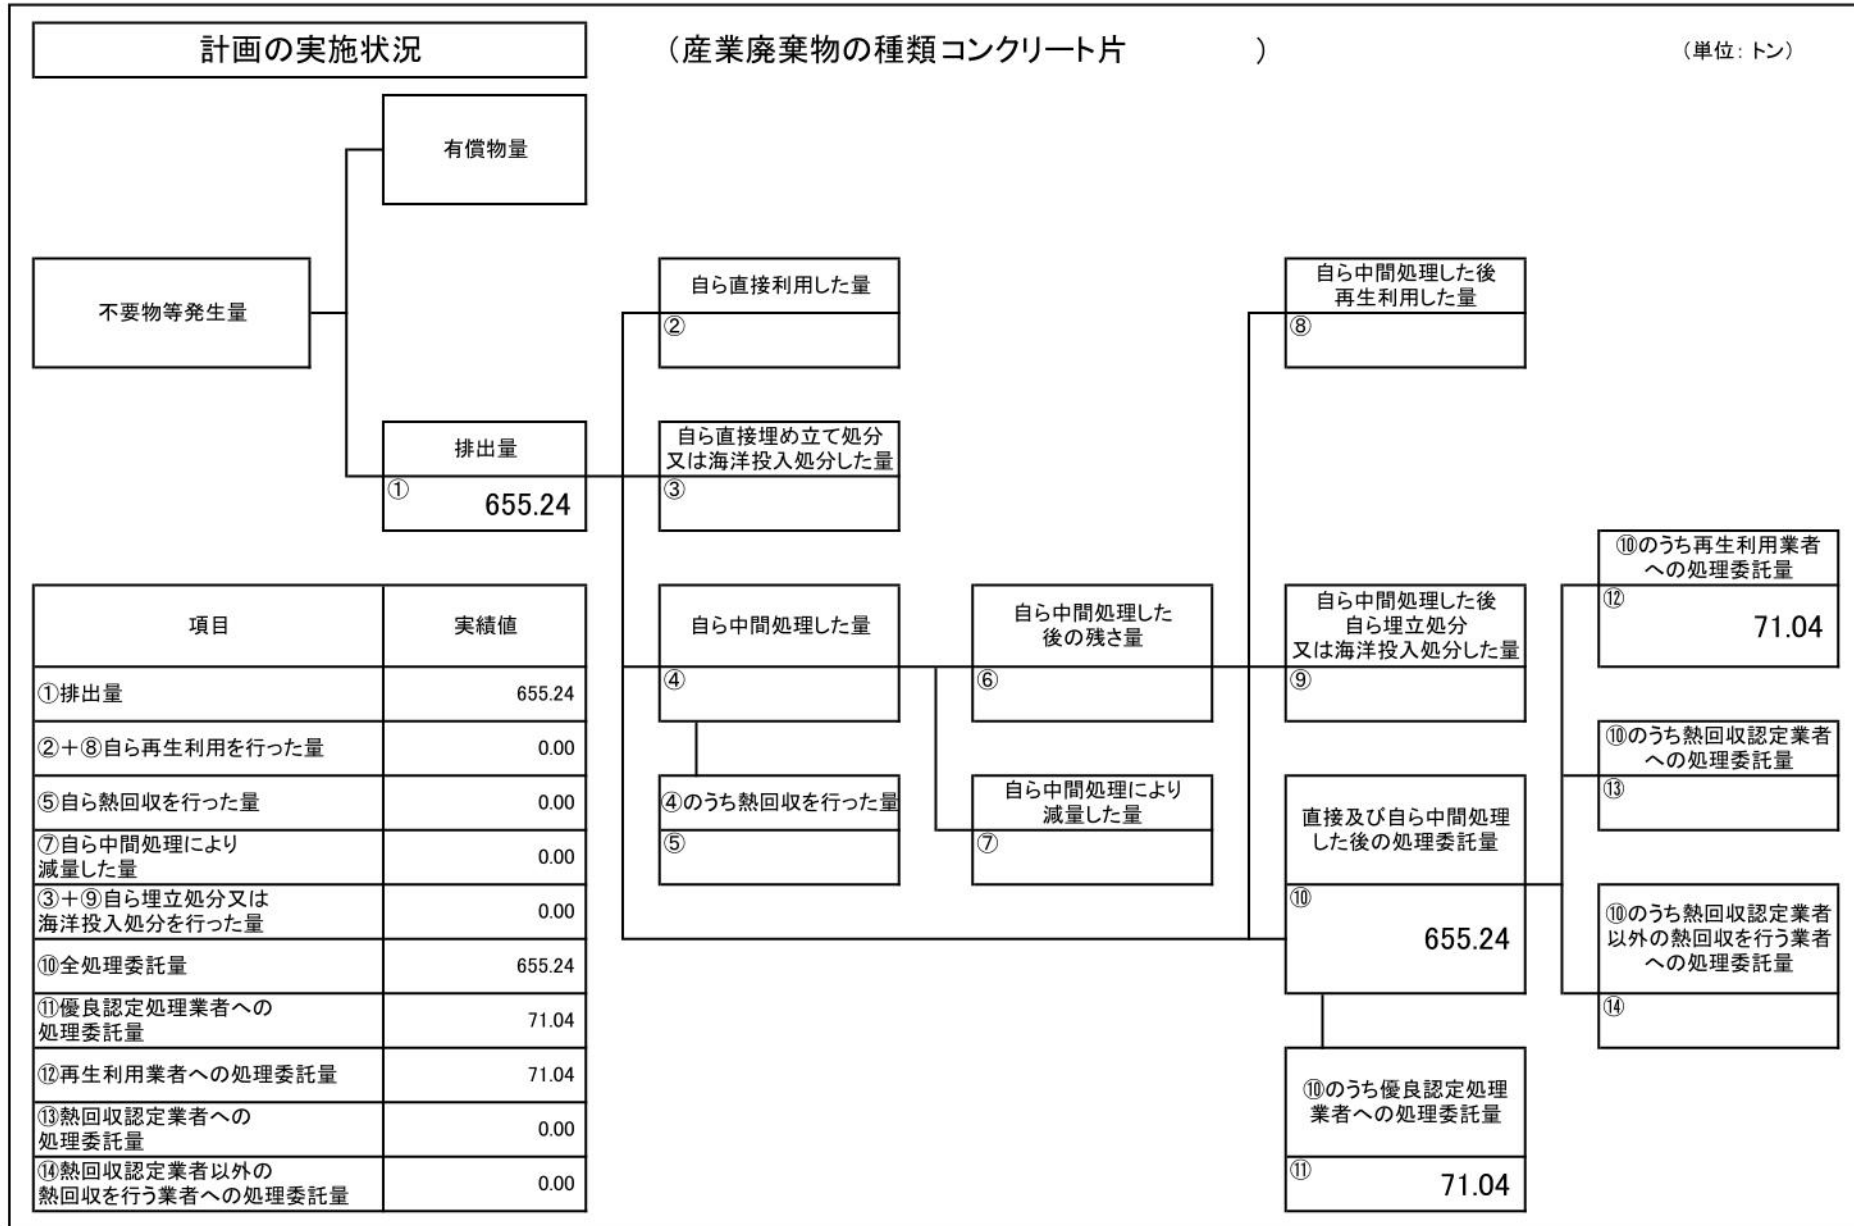 計画の実施状況
（産業廃棄物の種類コンクリート片　　　　）
（単位：トン）
有償物量
不要物等発生量
自ら直接利用した量
②
自ら中間処理した後
再生利用した量
⑧
排出量
①
655.24
自ら直接埋め立て処分
又は海洋投入処分した量
③
⑩のうち再生利用業者
への処理委託量
⑫
71.04
自ら中間処理した量
④
自ら中間処理した
後の残さ量
⑥
自ら中間処理した後
自ら埋立処分
又は海洋投入処分した量
⑨
⑩のうち熱回収認定業者
への処理委託量
⑬
④のうち熱回収を行った量
⑤
自ら中間処理により
減量した量
⑦
直接及び自ら中間処理
した後の処理委託量
⑩
655.24
⑩のうち熱回収認定業者
以外の熱回収を行う業者
への処理委託量
⑭
⑩のうち優良認定処理
業者への処理委託量
⑪
71.04
項目 実績値
①排出量 655.24
②＋⑧自ら再生利用を行った量 0.00
⑤自ら熱回収を行った量 0.00
⑦自ら中間処理により
減量した量 0.00
③＋⑨自ら埋立処分又は
海洋投入処分を行った量 0.00
⑩全処理委託量 655.24
⑪優良認定処理業者への
処理委託量 71.04
⑫再生利用業者への処理委託量 71.04
⑬熱回収認定業者への
処理委託量 0.00
⑭熱回収認定業者以外の
熱回収を行う業者への処理委託量 0.00